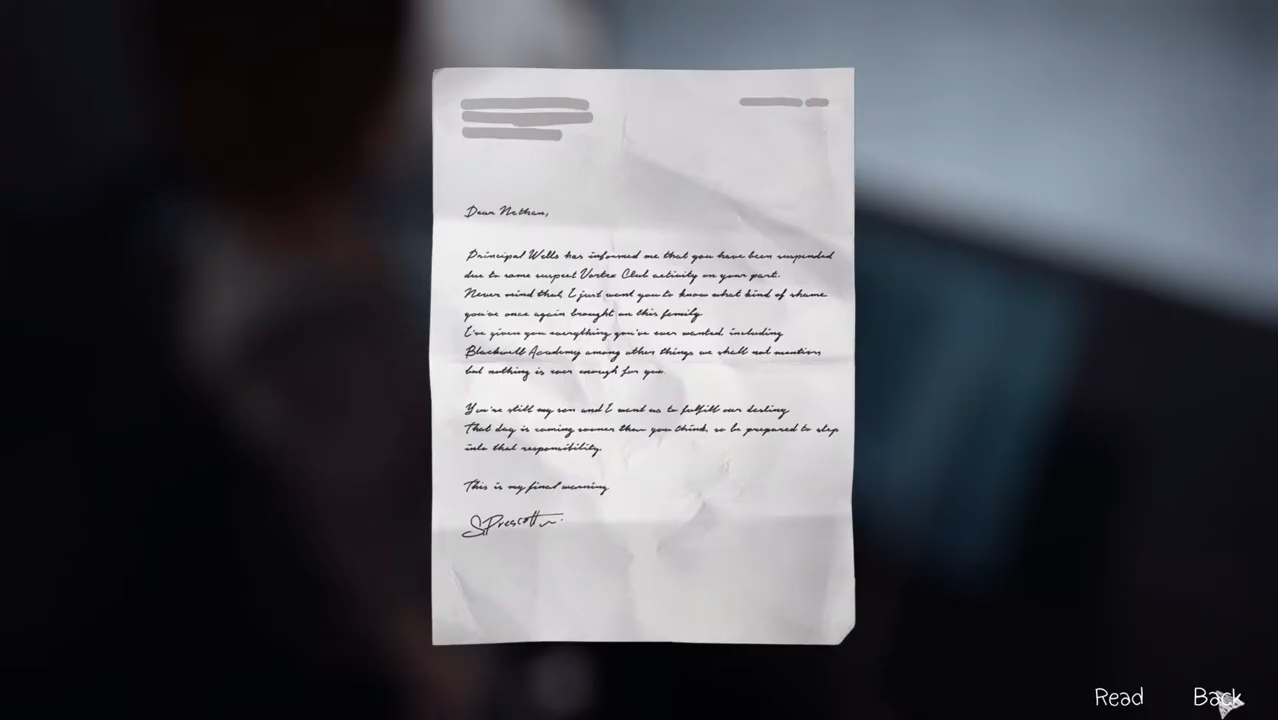 Dear Nathan,
Principal Wells has informed me that you have been suspended
due to some suspect Vortex Club activity on your part.
Never mind that, I just want you to know what kind of shame
you've once again brought on this family.
I've given you everything you've ever wanted, including
Blackwell Academy among other things we shall not mention,
but nothing is ever enough for you.
You're still my son and I want us to fulfill our destiny.
That day is coming sooner than you think, so be prepared to step
into that responsibility.
This is my final warning
S. Prescott
Read
Back